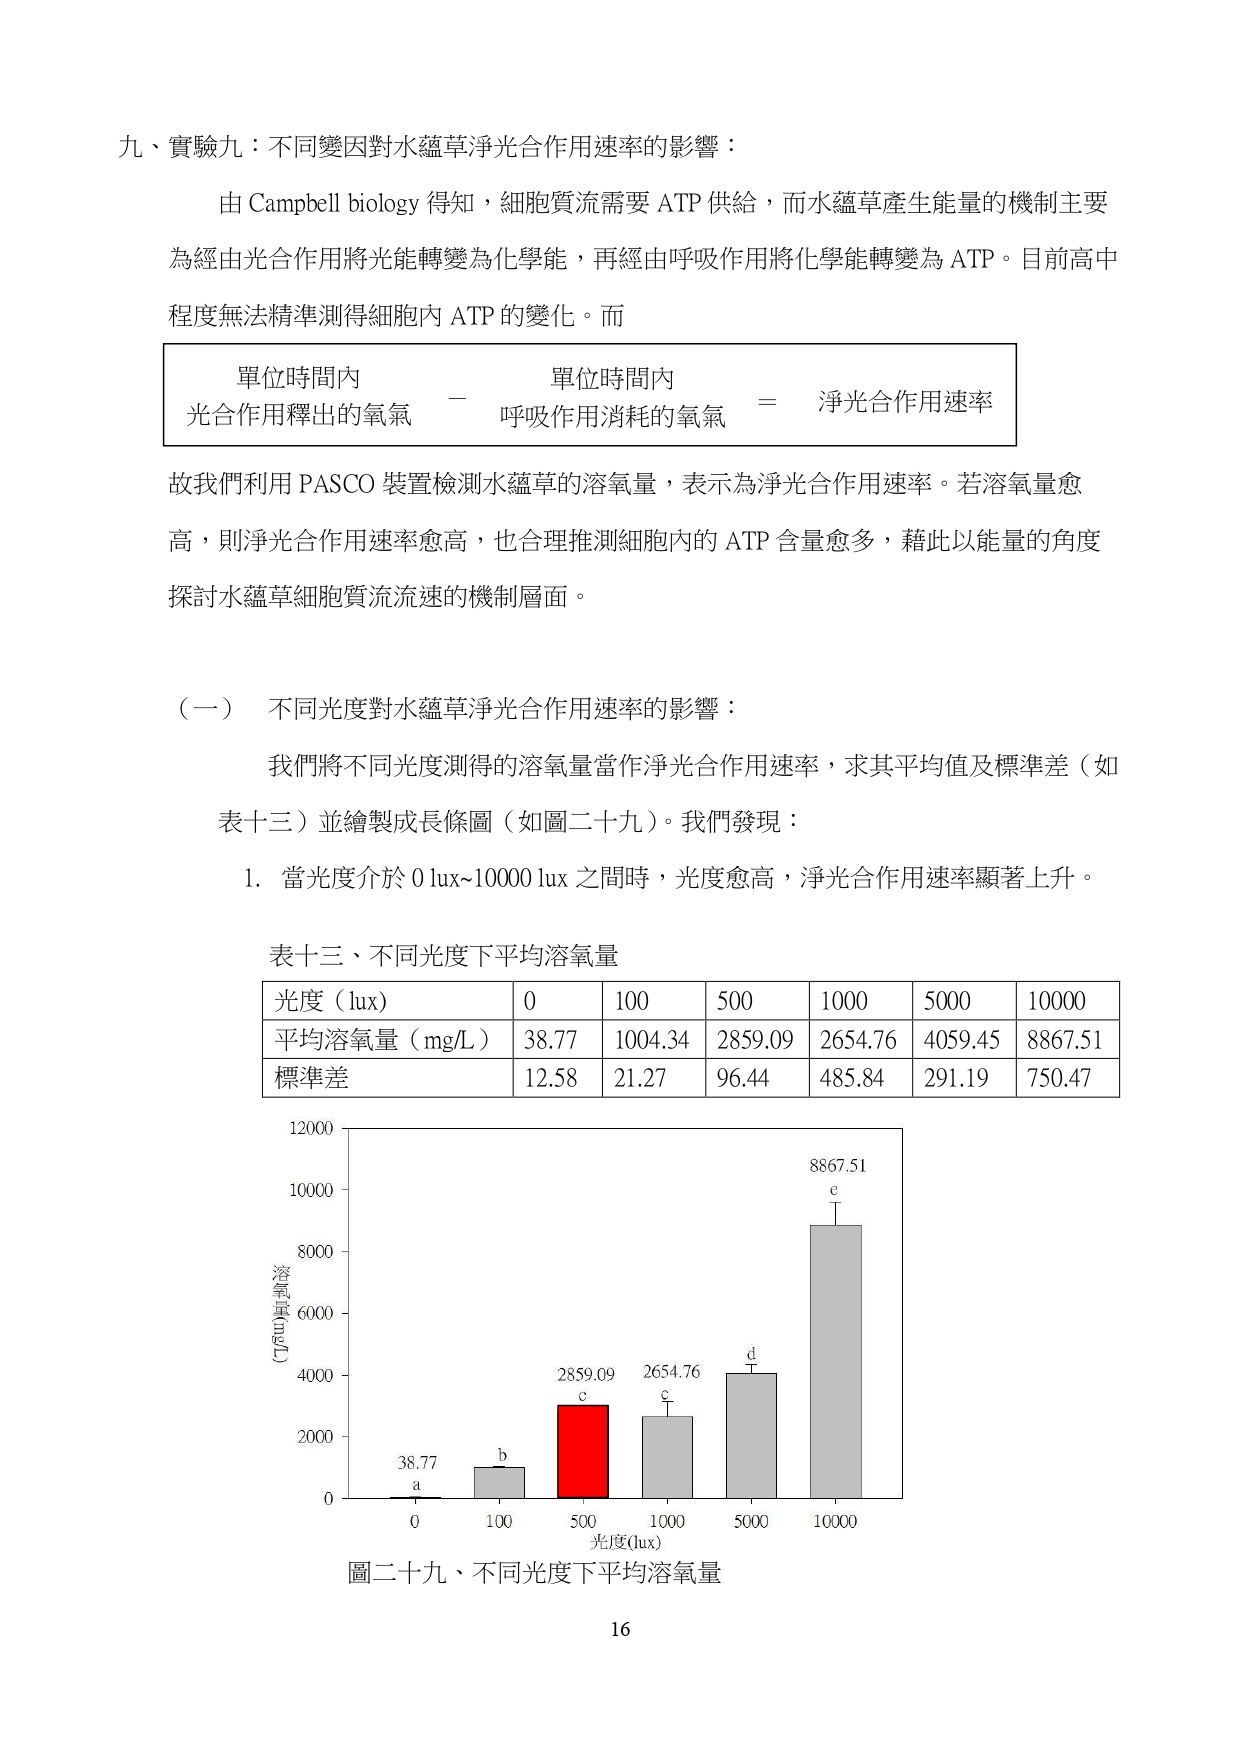 九、實驗九：不同變因對水蘊草淨光合作用速率的影響：
由 Campbell biology 得知，細胞質流需要 ATP 供給，而水蘊草產生能量的機制主要
為經由光合作用將光能轉變為化學能，再經由呼吸作用將化學能轉變為 ATP。目前高中
程度無法精準測得細胞內 ATP 的變化。而
單位時間內
光合作用釋出的氧氣
－
單位時間內
呼吸作用消耗的氧氣
＝
淨光合作用速率
故我們利用 PASCO 裝置檢測水蘊草的溶氧量，表示為淨光合作用速率。若溶氧量愈
高，則淨光合作用速率愈高，也合理推測細胞內的 ATP 含量愈多，藉此以能量的角度
探討水蘊草細胞質流流速的機制層面。
（一） 不同光度對水蘊草淨光合作用速率的影響：
我們將不同光度測得的溶氧量當作淨光合作用速率，求其平均值及標準差（如
表十三）並繪製成長條圖（如圖二十九）。我們發現：
1. 當光度介於 0 lux~10000 lux 之間時，光度愈高，淨光合作用速率顯著上升。
表十三、不同光度下平均溶氧量
光度（lux） 0 100 500 1000 5000 10000
平均溶氧量（mg/L） 38.77 1004.34 2859.09 2654.76 4059.45 8867.51
標準差 12.58 21.27 96.44 485.84 291.19 750.47
12000
10000
8000
6000
4000
2000
0
溶氧量(mg/L)
38.77
a
b
2859.09
c
2654.76
c
d
8867.51
e
0 100 500 1000 5000 10000
光度(lux)
圖二十九、不同光度下平均溶氧量
16